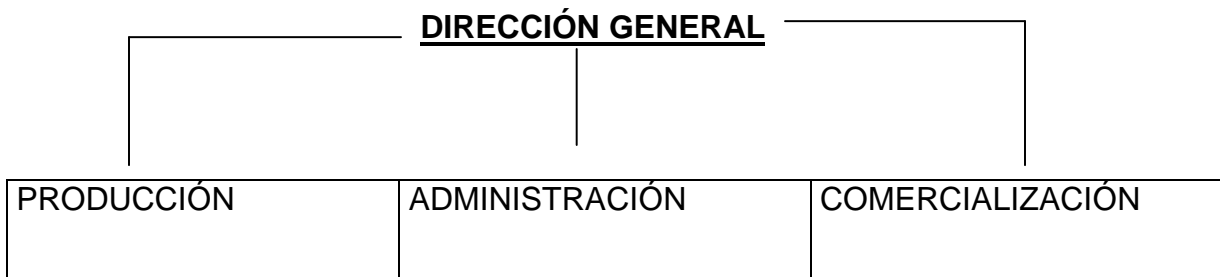 DIRECCIÓN GENERAL
PRODUCCIÓN
ADMINISTRACIÓN
COMERCIALIZACIÓN